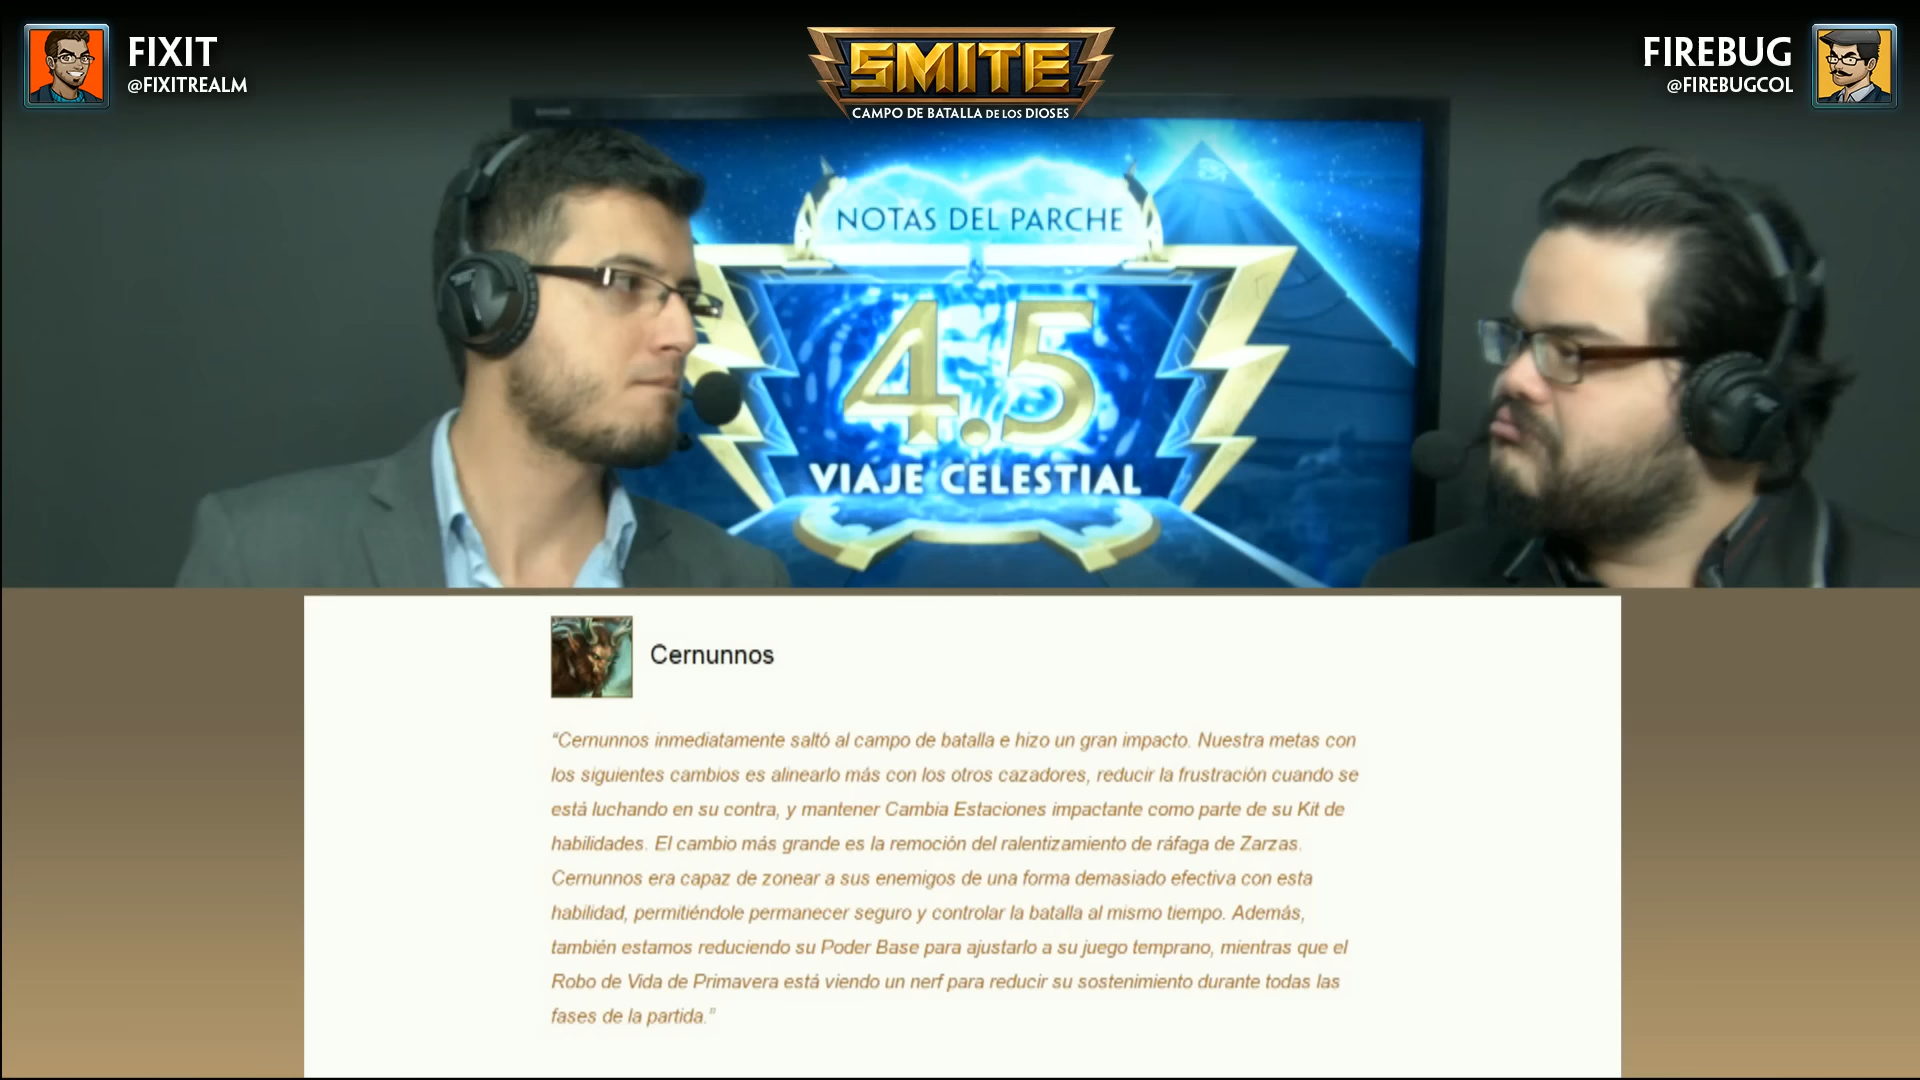 FIXIT
@FIXITREALM
SMITE
CAMPO DE BATALLA DE LOS DIOSES
FIREBUG
@FIREBUGCOL
NOTAS DEL PARCHE
4.5
VIAJE CELESTIAL
Cernunnos
“Cernunnos inmediatamente saltó al campo de batalla e hizo un gran impacto. Nuestra metas con
los siguientes cambios es alinearlo más con los otros cazadores, reducir la frustración cuando se
está luchando en su contra, y mantener Cambia Estaciones impactante como parte de su Kit de
habilidades. El cambio más grande es la remoción del ralentizamiento de ráfaga de Zarzas.
Cernunnos era capaz de zonear a sus enemigos de una forma demasiado efectiva con esta
habilidad, permitiéndole permanecer seguro y controlar la batalla al mismo tiempo. Además,
también estamos reduciendo su Poder Base para ajustarlo a su juego temprano, mientras que el
Robo de Vida de Primavera está viendo un nerf para reducir su sostenimiento durante todas las
fases de la partida.”